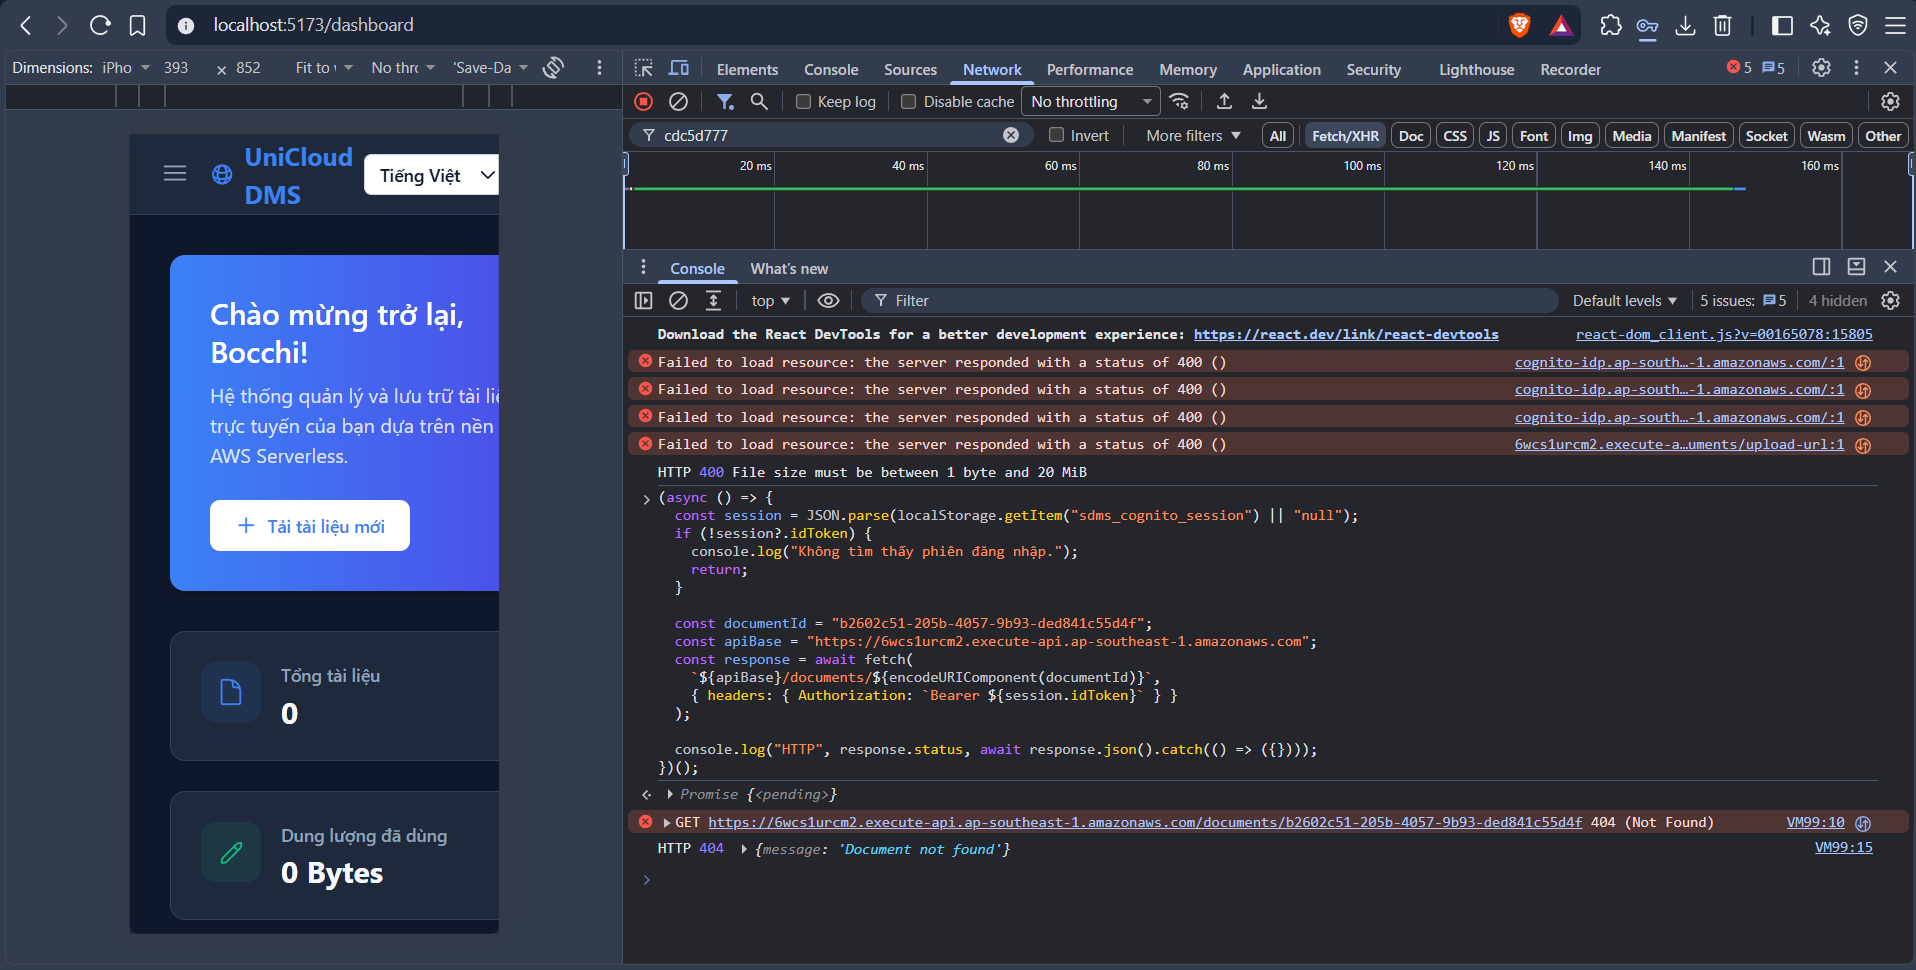 localhost:5173/dashboard
Dimensions: iPho 393 × 852 Fit to No thr 'Save-Da
Elements Console Sources Network Performance Memory Application Security Lighthouse Recorder 5 5
Keep log Disable cache No throttling
cdc5d777 Invert More filters All Fetch/XHR Doc CSS JS Font Img Media Manifest Socket Wasm Other
20 ms 40 ms 60 ms 80 ms 100 ms 120 ms 140 ms 160 ms
UniCloud
DMS
Tiếng Việt
Chào mừng trở lại,
Bocchi!
Hệ thống quản lý và lưu trữ tài liệ
trực tuyến của bạn dựa trên nền
AWS Serverless.
+ Tải tài liệu mới
Tổng tài liệu
0
Dung lượng đã dùng
0 Bytes
Console What's new
top Filter Default levels 5 issues: 5 4 hidden
Download the React DevTools for a better development experience: https://react.dev/link/react-devtools react-dom_client.js?v=00165078:15805
Failed to load resource: the server responded with a status of 400 () cognito-idp.ap-south…-1.amazonaws.com/:1
Failed to load resource: the server responded with a status of 400 () cognito-idp.ap-south…-1.amazonaws.com/:1
Failed to load resource: the server responded with a status of 400 () cognito-idp.ap-south…-1.amazonaws.com/:1
Failed to load resource: the server responded with a status of 400 () 6wcs1urcm2.execute-a…uments/upload-url:1
HTTP 400 File size must be between 1 byte and 20 MiB
(async () => {
const session = JSON.parse(localStorage.getItem("sdms_cognito_session") || "null");
if (!session?.idToken) {
console.log("Không tìm thấy phiên đăng nhập.");
return;
}
const documentId = "b2602c51-205b-4057-9b93-ded841c55d4f";
const apiBase = "https://6wcs1urcm2.execute-api.ap-southeast-1.amazonaws.com";
const response = await fetch(
`${apiBase}/documents/${encodeURIComponent(documentId)}`,
{ headers: { Authorization: `Bearer ${session.idToken}` } }
);
console.log("HTTP", response.status, await response.json().catch(() => ({})));
})();
Promise {<pending>}
GET https://6wcs1urcm2.execute-api.ap-southeast-1.amazonaws.com/documents/b2602c51-205b-4057-9b93-ded841c55d4f 404 (Not Found) VM99:10
HTTP 404 {message: 'Document not found'} VM99:15